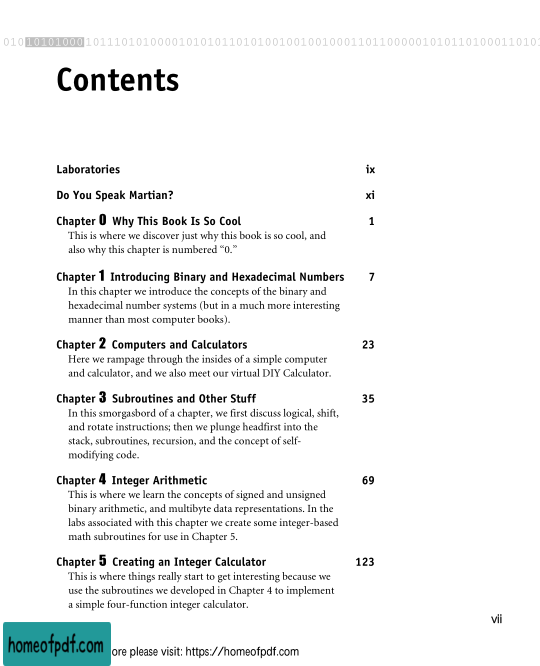 01010101000101110101010000101010110101001001001001000110110000010101101000110101
Contents
Laboratories ix
Do You Speak Martian? xi
Chapter 0 Why This Book Is So Cool 1
This is where we discover just why this book is so cool, and
also why this chapter is numbered “0.”
Chapter 1 Introducing Binary and Hexadecimal Numbers 7
In this chapter we introduce the concepts of the binary and
hexadecimal number systems (but in a much more interesting
manner than most computer books).
Chapter 2 Computers and Calculators 23
Here we rampage through the insides of a simple computer
and calculator, and we also meet our virtual DIY Calculator.
Chapter 3 Subroutines and Other Stuff 35
In this smorgasbord of a chapter, we first discuss logical, shift,
and rotate instructions; then we plunge headfirst into the
stack, subroutines, recursion, and the concept of self-
modifying code.
Chapter 4 Integer Arithmetic 69
This is where we learn the concepts of signed and unsigned
binary arithmetic, and multibyte data representations. In the
labs associated with this chapter we create some integer-based
math subroutines for use in Chapter 5.
Chapter 5 Creating an Integer Calculator 123
This is where things really start to get interesting because we
use the subroutines we developed in Chapter 4 to implement
a simple four-function integer calculator.
vii
homeofpdf.com
ore please visit: https://homeofpdf.com